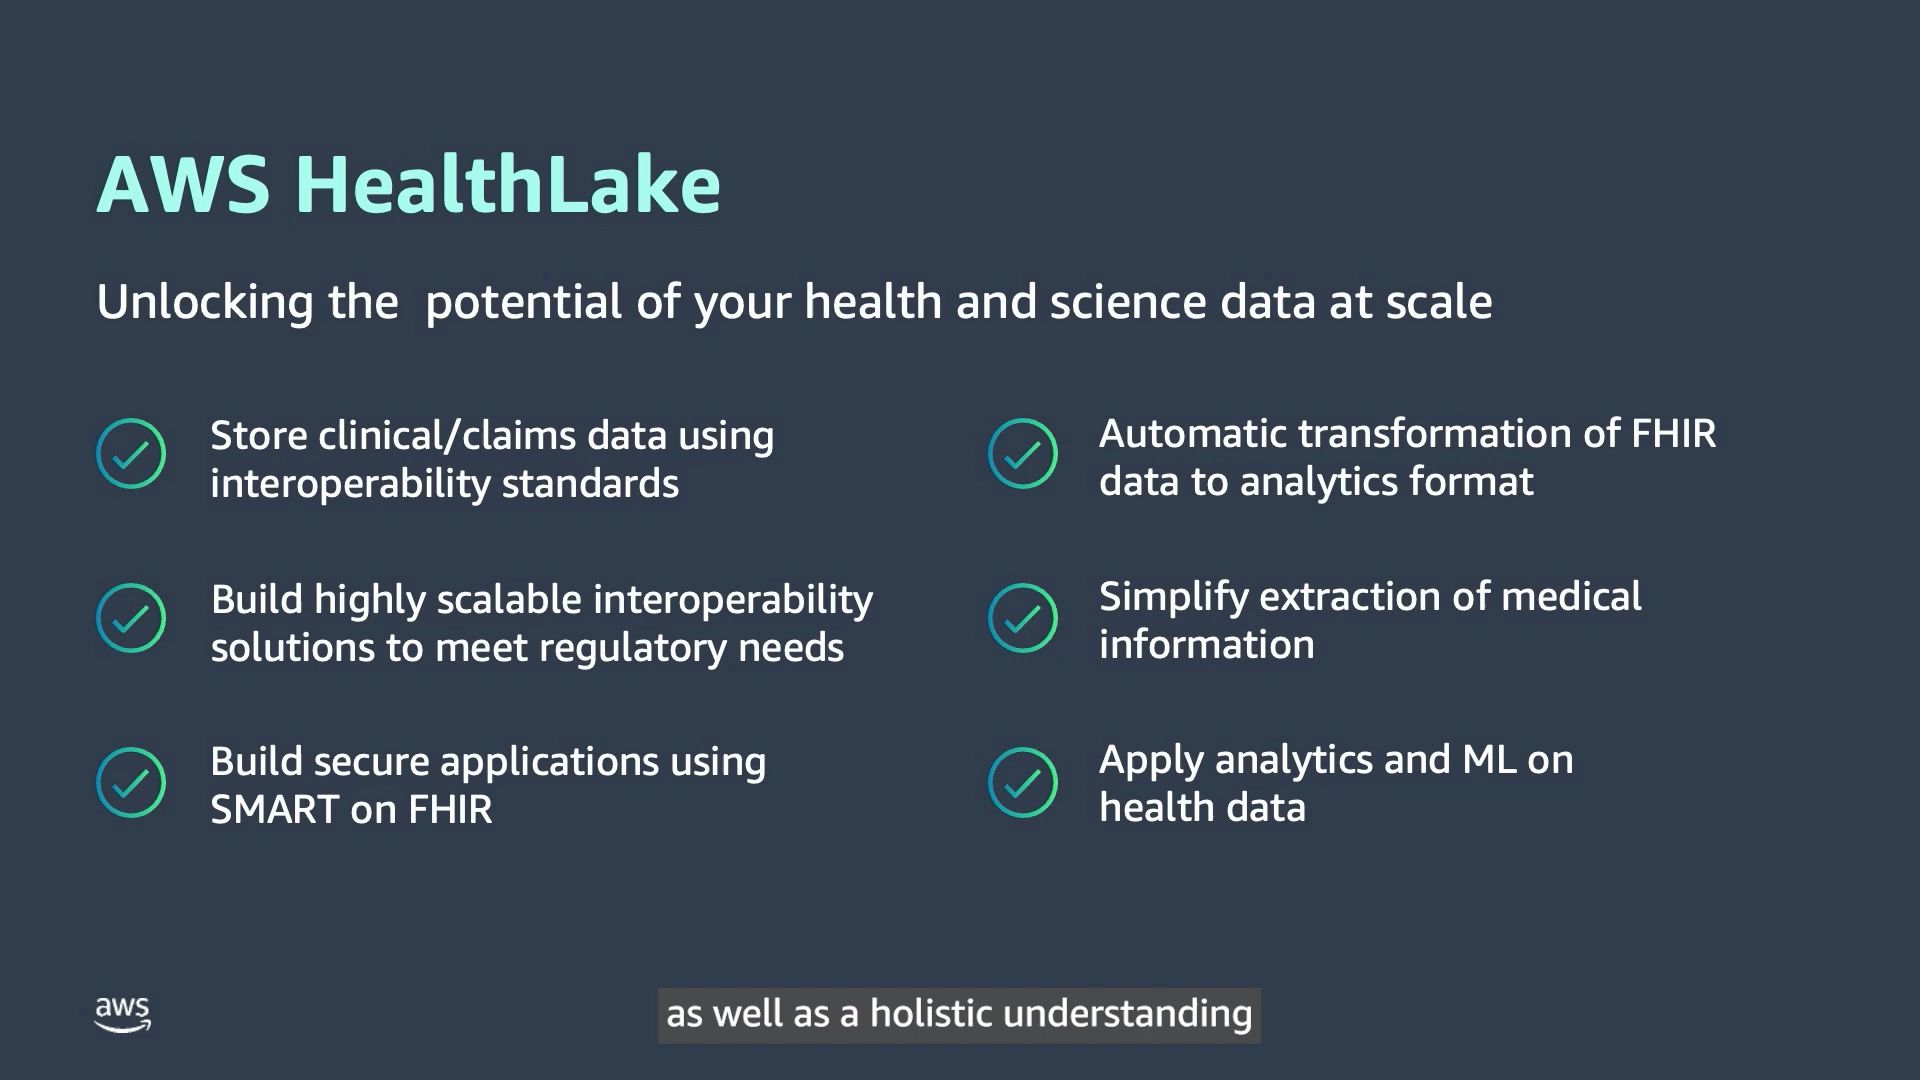 AWS HealthLake
Unlocking the  potential of your health and science data at scale
Store clinical/claims data using
interoperability standards
Build highly scalable interoperability
solutions to meet regulatory needs
Build secure applications using
SMART on FHIR
Automatic transformation of FHIR
data to analytics format
Simplify extraction of medical
information
Apply analytics and ML on
health data
aws
as well as a holistic understanding